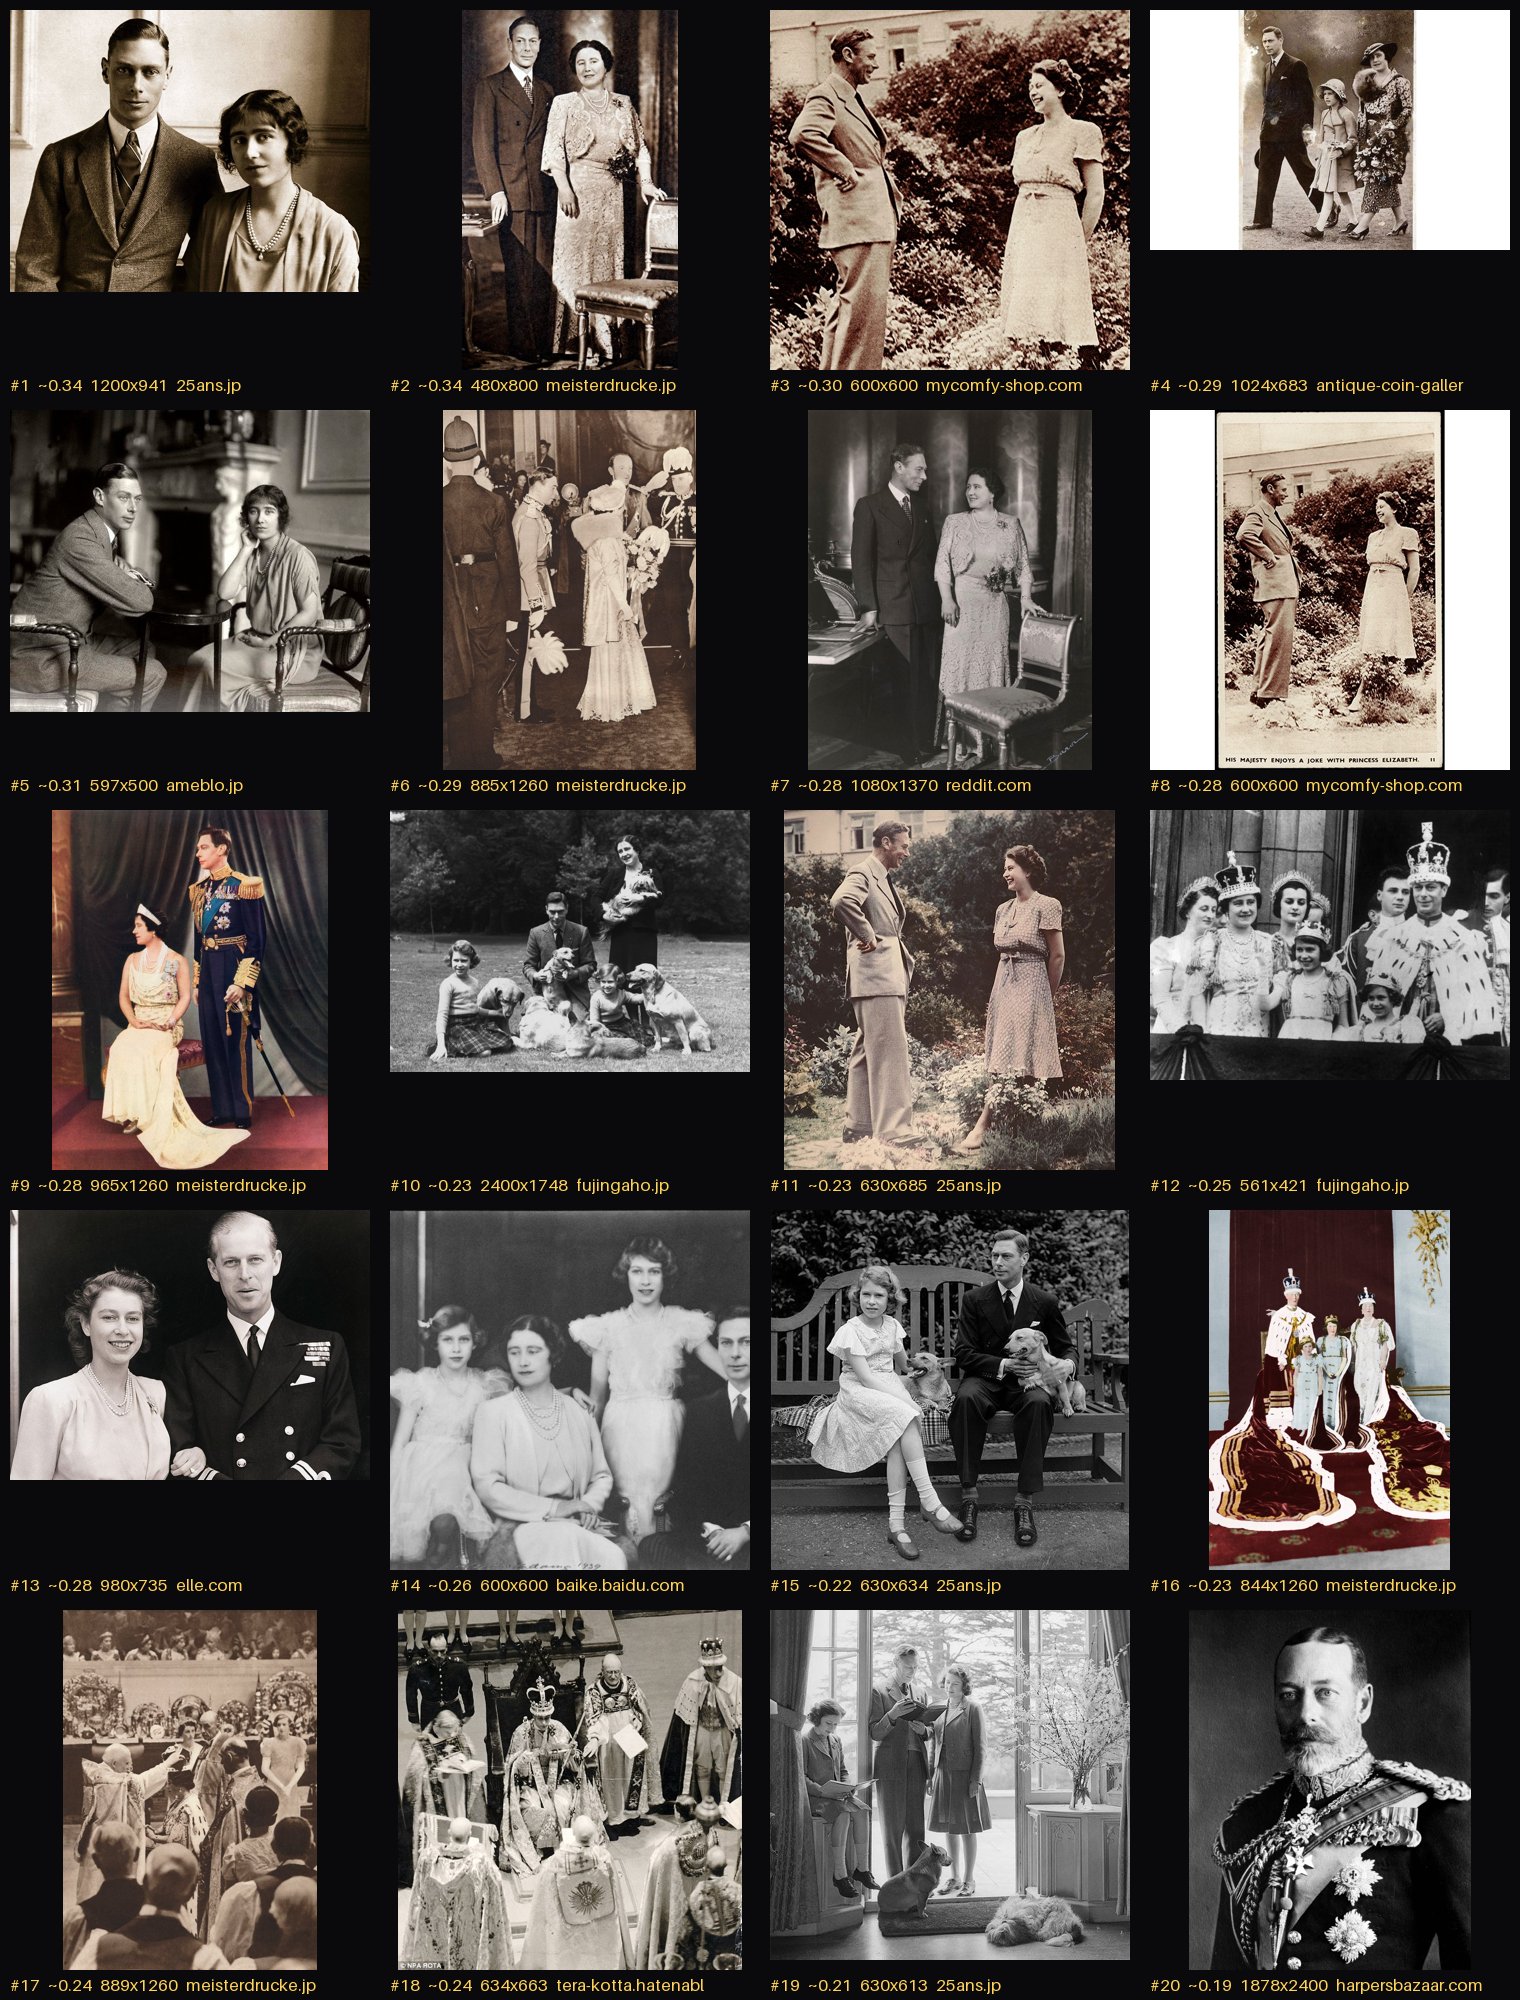 #1 ~0.34 1200x941 25ans.jp
#2 ~0.34 480x800 meisterdrucke.jp
#3 ~0.30 600x600 mycomfy-shop.com
#4 ~0.29 1024x683 antique-coin-galler
#5 ~0.31 597x500 ameblo.jp
#6 ~0.29 885x1260 meisterdrucke.jp
#7 ~0.28 1080x1370 reddit.com
HIS MAJESTY ENJOYS A JOKE WITH PRINCESS ELIZABETH. 11
#8 ~0.28 600x600 mycomfy-shop.com
#9 ~0.28 965x1260 meisterdrucke.jp
#10 ~0.23 2400x1748 fujingaho.jp
#11 ~0.23 630x685 25ans.jp
#12 ~0.25 561x421 fujingaho.jp
#13 ~0.28 980x735 elle.com
1939
#14 ~0.26 600x600 baike.baidu.com
#15 ~0.22 630x634 25ans.jp
#16 ~0.23 844x1260 meisterdrucke.jp
#17 ~0.24 889x1260 meisterdrucke.jp
© NPA ROTA
#18 ~0.24 634x663 tera-kotta.hatenabl
#19 ~0.21 630x613 25ans.jp
#20 ~0.19 1878x2400 harpersbazaar.com